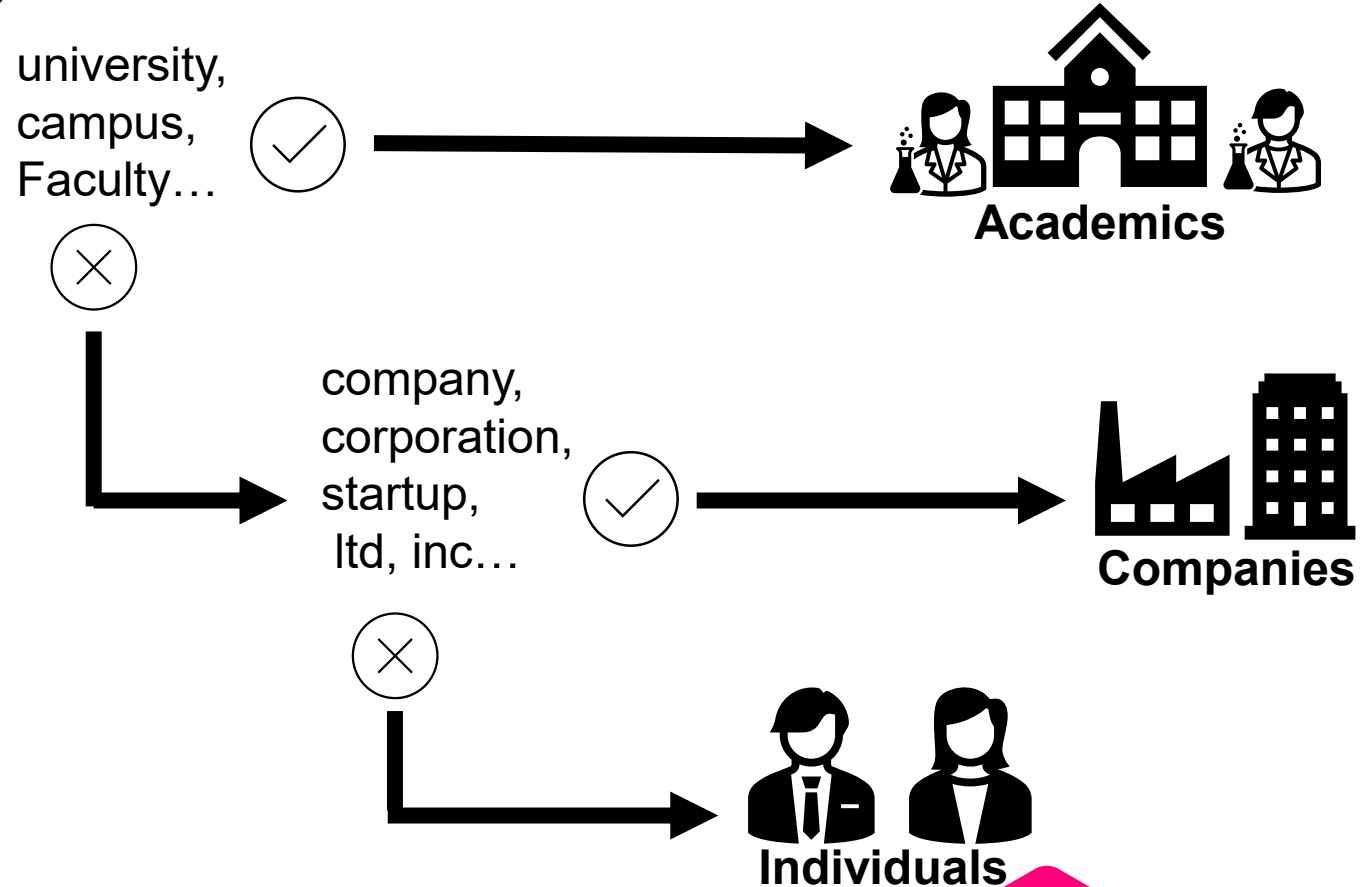 university,
campus,
Faculty…
Academics
company,
corporation,
startup,
ltd, inc…
Companies
Individuals